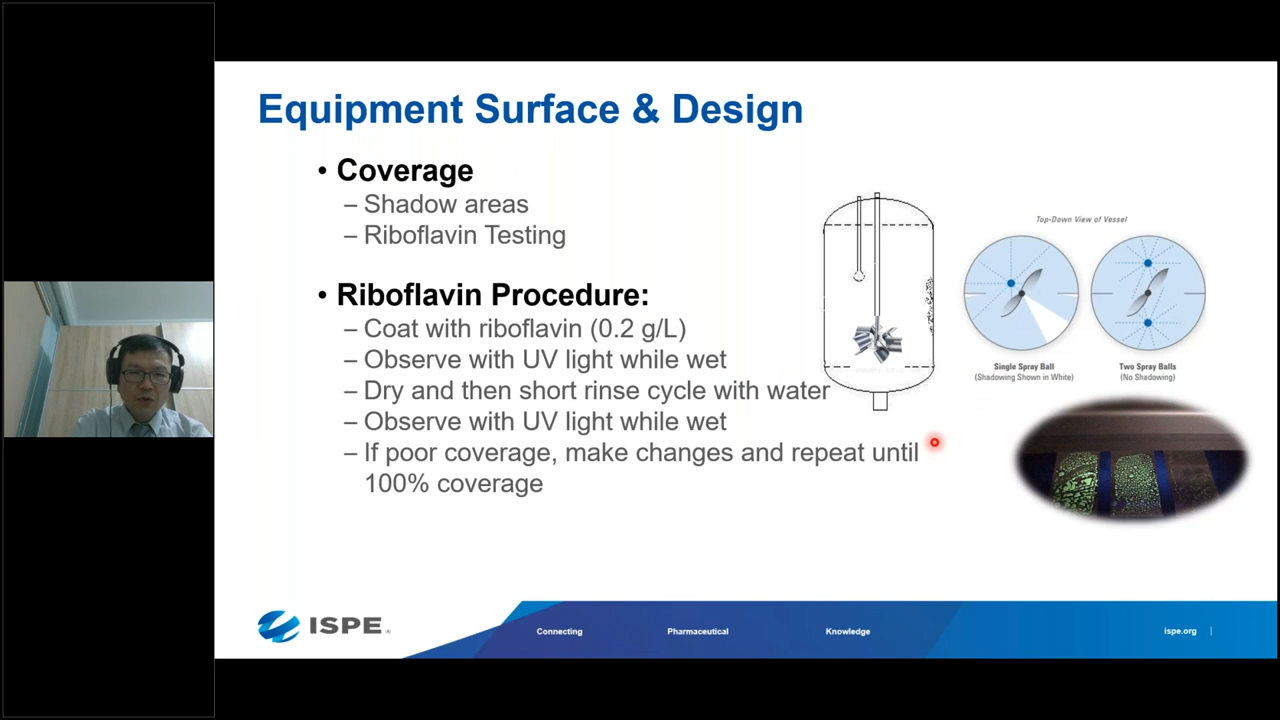 Equipment Surface & Design
• Coverage
– Shadow areas
– Riboflavin Testing
• Riboflavin Procedure:
– Coat with riboflavin (0.2 g/L)
– Observe with UV light while wet
– Dry and then short rinse cycle with water
– Observe with UV light while wet
– If poor coverage, make changes and repeat until
100% coverage
Top-Down View of Vessel
Single Spray Ball
(Shadowing Shown in White)
Two Spray Balls
(No Shadowing)
ISPE®
Connecting
Pharmaceutical
Knowledge
ispe.org |